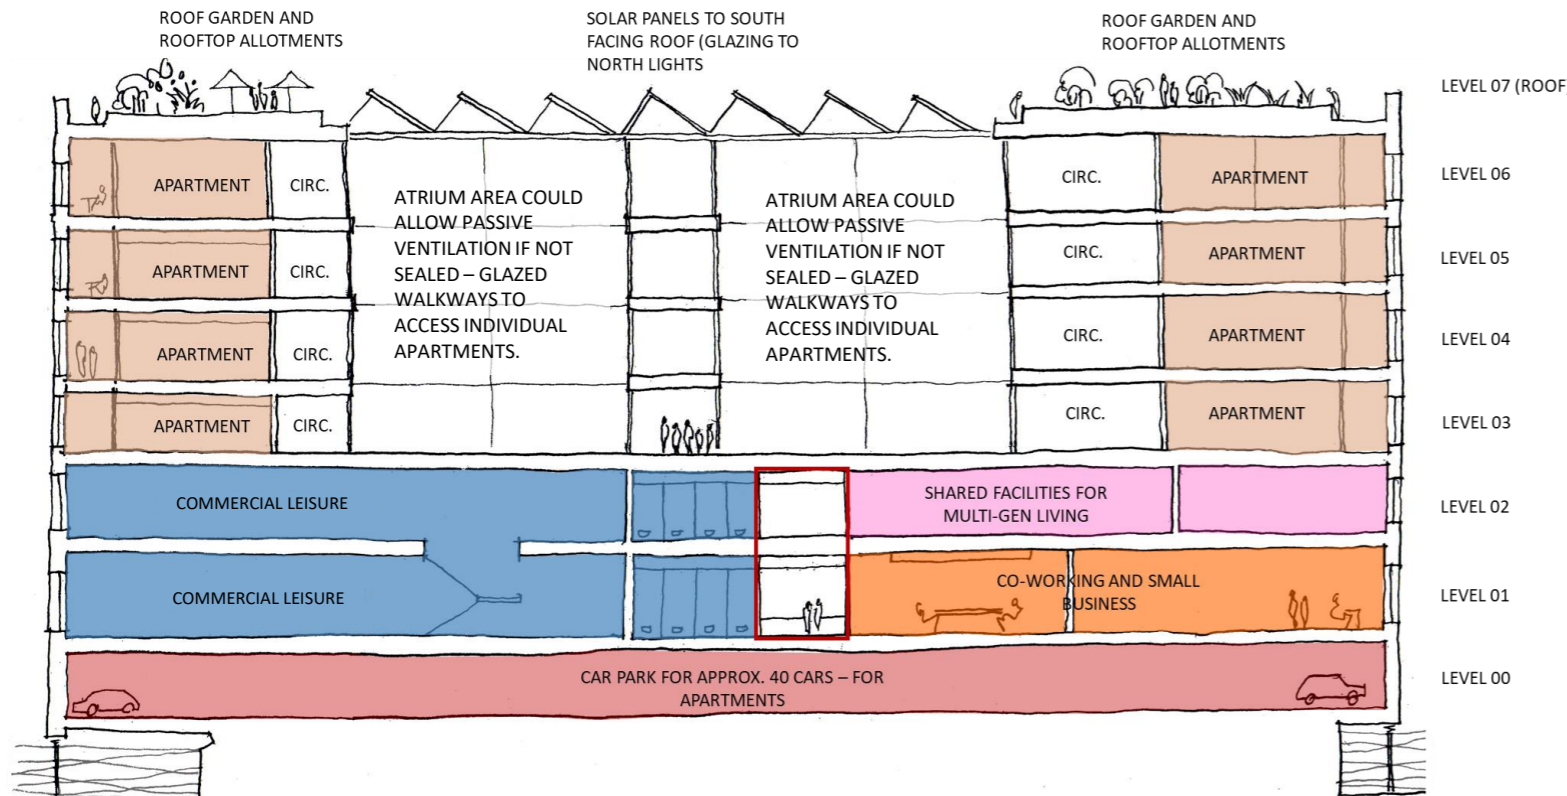 ROOF GARDEN AND
ROOFTOP ALLOTMENTS
SOLAR PANELS TO SOUTH
FACING ROOF (GLAZING TO
NORTH LIGHTS
ROOF GARDEN AND
ROOFTOP ALLOTMENTS
LEVEL 07 (ROOF
APARTMENT
CIRC.
ATRIUM AREA COULD
ALLOW PASSIVE
VENTILATION IF NOT
SEALED – GLAZED
WALKWAYS TO
ACCESS INDIVIDUAL
APARTMENTS.
ATRIUM AREA COULD
ALLOW PASSIVE
VENTILATION IF NOT
SEALED – GLAZED
WALKWAYS TO
ACCESS INDIVIDUAL
APARTMENTS.
CIRC.
APARTMENT
LEVEL 06
APARTMENT
CIRC.
CIRC.
APARTMENT
LEVEL 05
APARTMENT
CIRC.
CIRC.
APARTMENT
LEVEL 04
APARTMENT
CIRC.
CIRC.
APARTMENT
LEVEL 03
COMMERCIAL LEISURE
SHARED FACILITIES FOR
MULTI-GEN LIVING
LEVEL 02
COMMERCIAL LEISURE
CO-WORKING AND SMALL
BUSINESS
LEVEL 01
CAR PARK FOR APPROX. 40 CARS – FOR
APARTMENTS
LEVEL 00